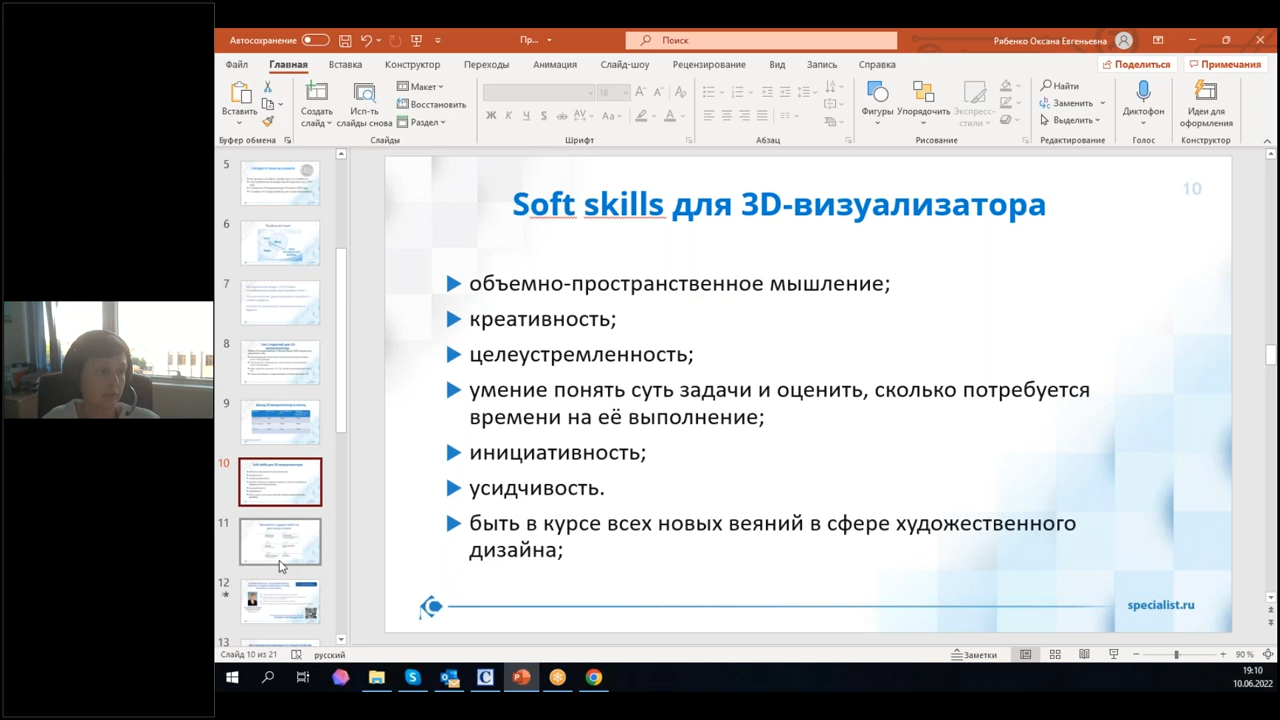 Автосохранение
Пр...
Поиск
Рябенко Оксана Евгеньевна
Файл Главная Вставка Конструктор Переходы Анимация Слайд-шоу Рецензирование Вид Запись Справка Поделиться Примечания
Вставить
Создать слайд
Исп-ть слайды снова
Макет
Восстановить
Раздел
18
Фигуры
Упорядочить
Экспресс-стили
Найти
Заменить
Выделить
Диктофон
Идеи для оформления
Буфер обмена Слайды Шрифт Абзац Рисование Редактирование Голос Конструктор
5
6
7
8
9
10
11
12
13
10
Soft skills для 3D-визуализатора
объемно-пространственное мышление;
креативность;
целеустремленность;
умение понять суть задачи и оценить, сколько потребуется
времени на её выполнение;
инициативность;
усидчивость.
быть в курсе всех новых веяний в сфере художественного
дизайна;
specialist.ru
Слайд 10 из 21 русский Заметки 90 %
19:10
10.06.2022